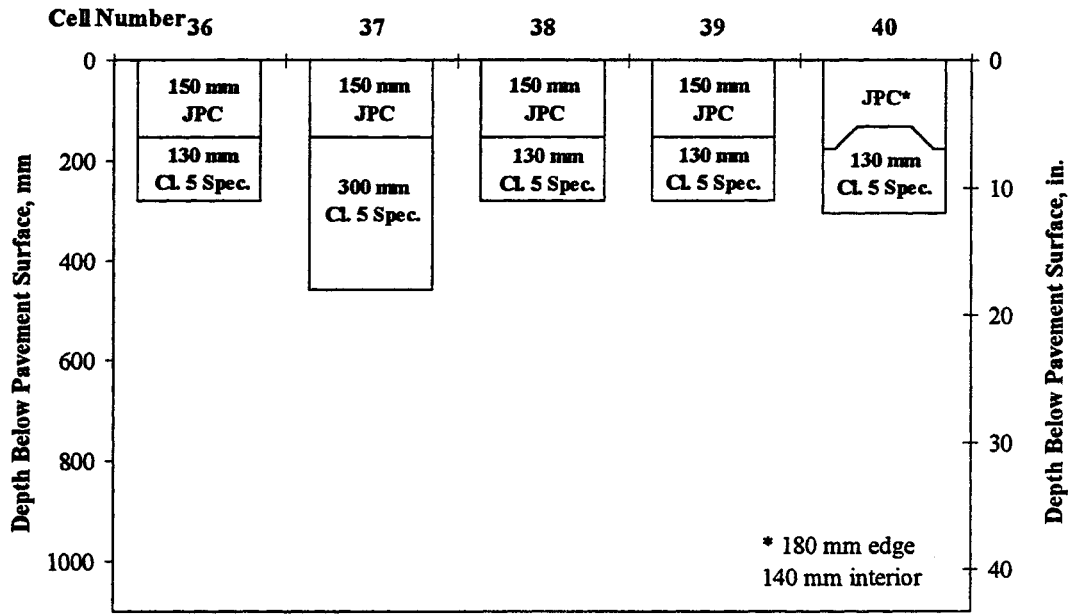 Cell Number 36 37 38 39 40
0 0
150 mm
JPC
150 mm
JPC
150 mm
JPC
150 mm
JPC
JPC*
130 mm
Cl. 5 Spec.
300 mm
Cl. 5 Spec.
130 mm
Cl. 5 Spec.
130 mm
Cl. 5 Spec.
130 mm
Cl. 5 Spec.
200
400
600
800
1000
10
20
30
40
Depth Below Pavement Surface, mm
Depth Below Pavement Surface, in.
* 180 mm edge
140 mm interior